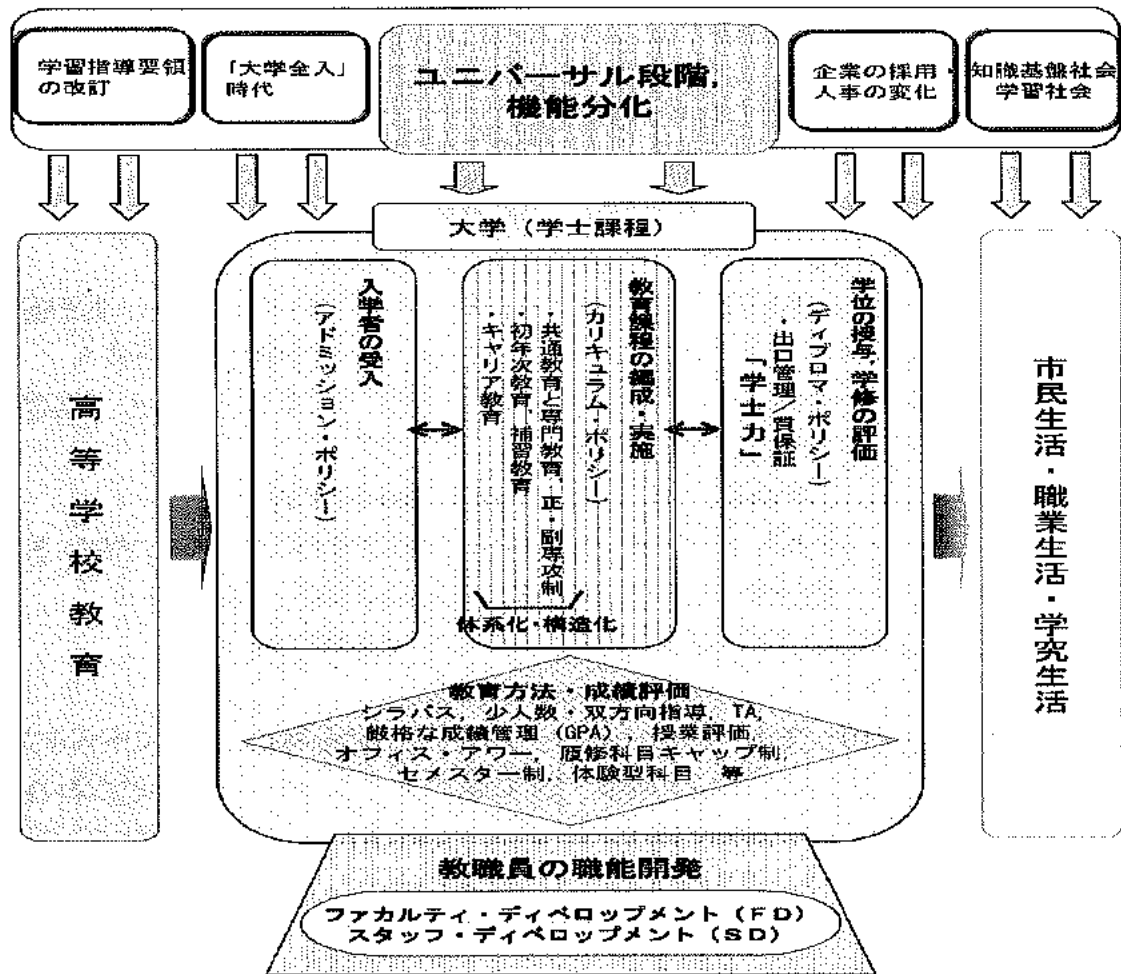 学習指導要領
の改訂
「大学全入」
時代
ユニバーサル段階,
機能分化
企業の採用・
人事の変化
知識基盤社会
学習社会
大学（学士課程）
高等学校教育
入学者の受入
（アドミッション・ポリシー）
教育課程の編成・実施
（カリキュラム・ポリシー）
・共通教育と専門教育，正・副専攻制
・初年次教育，補習教育
・キャリア教育
体系化・構造化
学位の授与，学修の評価
（ディプロマ・ポリシー）
・出口管理／質保証
「学士力」
市民生活・職業生活・学究生活
教育方法・成績評価
シラバス，少人数・双方向指導，TA,
厳格な成績管理（GPA），授業評価,
オフィス・アワー，履修科目キャップ制,
セメスター制，体験型科目 等
教職員の職能開発
ファカルティ・ディベロップメント（ＦＤ）
スタッフ・ディベロップメント（ＳＤ）